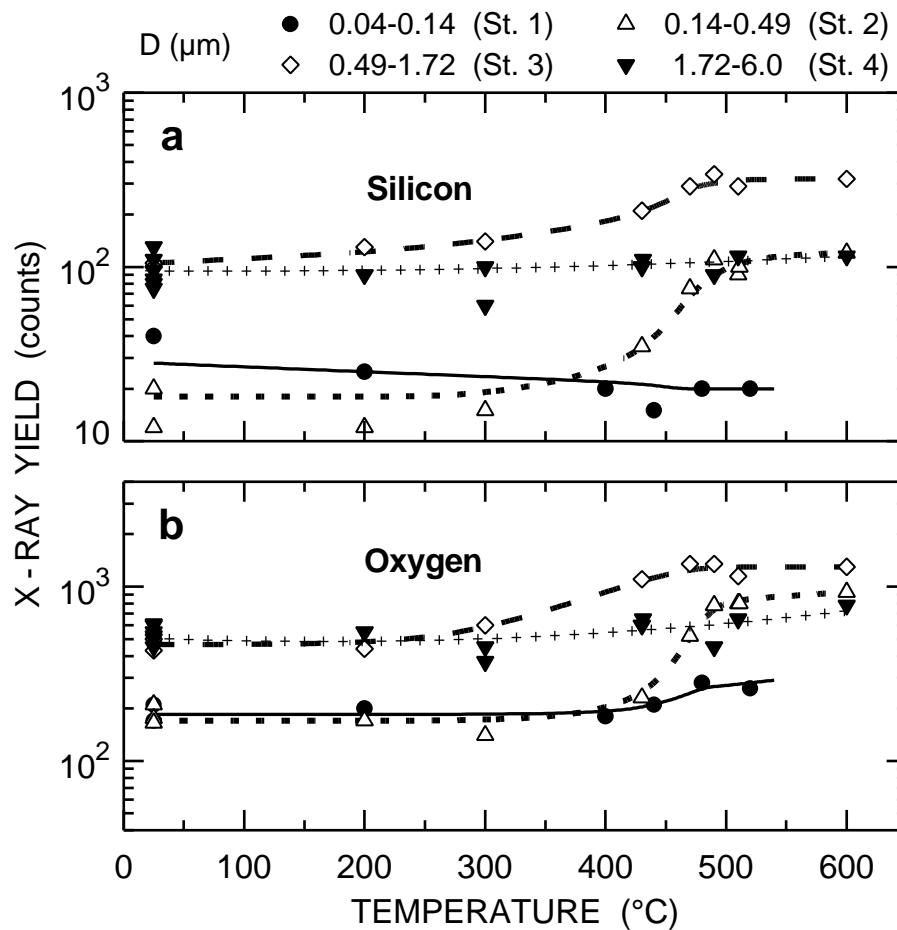 D (µm) 0.04-0.14 (St. 1) 0.14-0.49 (St. 2)
0.49-1.72 (St. 3) 1.72-6.0 (St. 4)
X - RAY YIELD (counts)
10³
a
Silicon
10²
10
b
Oxygen
10³
10²
0 100 200 300 400 500 600
TEMPERATURE (°C)